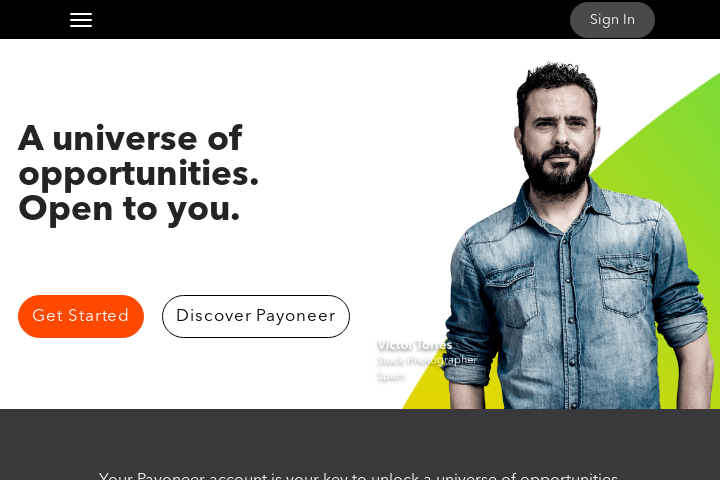 Sign In
A universe of
opportunities.
Open to you.
Get Started
Discover Payoneer
Victor Torres
Stock Photographer
Spain
Your Payoneer account is your key to unlock a universe of opportunities